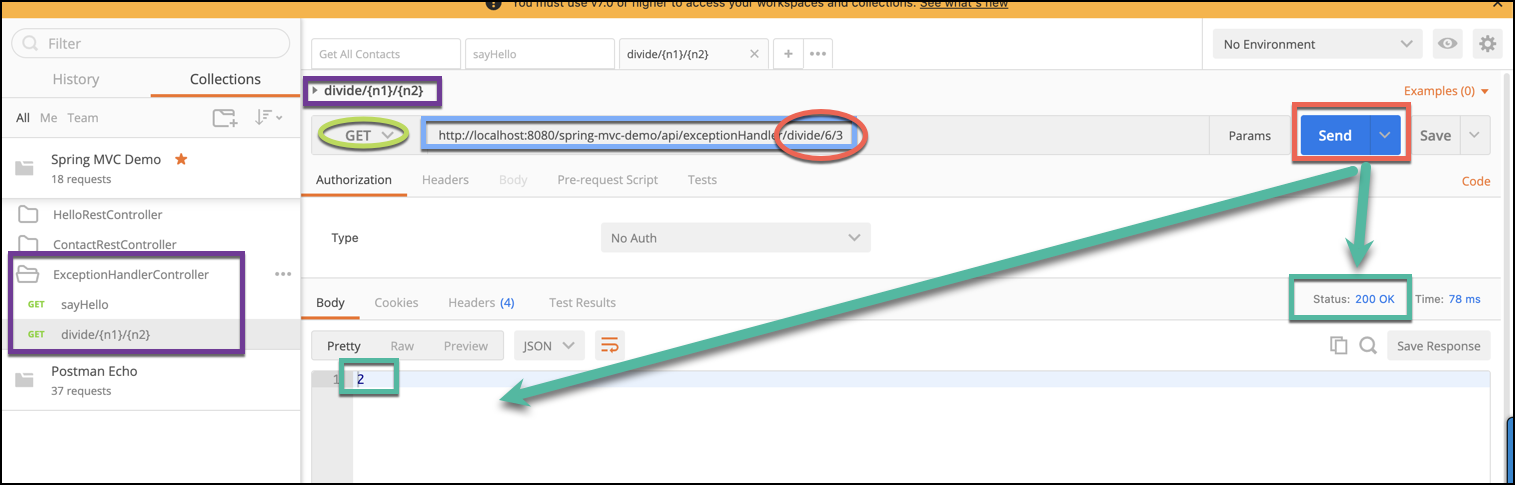 You must use v7.0 or higher to access your workspaces and collections. See what's new
Filter
History
Collections
All
Me
Team
Spring MVC Demo
18 requests
HelloRestController
ContactRestController
ExceptionHandlerController
GET sayHello
GET divide/{n1}/{n2}
Postman Echo
37 requests
Get All Contacts
sayHello
divide/{n1}/{n2}
No Environment
divide/{n1}/{n2}
Examples (0)
GET
http://localhost:8080/spring-mvc-demo/api/exceptionHandler/divide/6/3
Params
Send
Save
Authorization
Headers
Body
Pre-request Script
Tests
Code
Type
No Auth
Body
Cookies
Headers (4)
Test Results
Status: 200 OK
Time: 78 ms
Pretty
Raw
Preview
JSON
Save Response
1
2